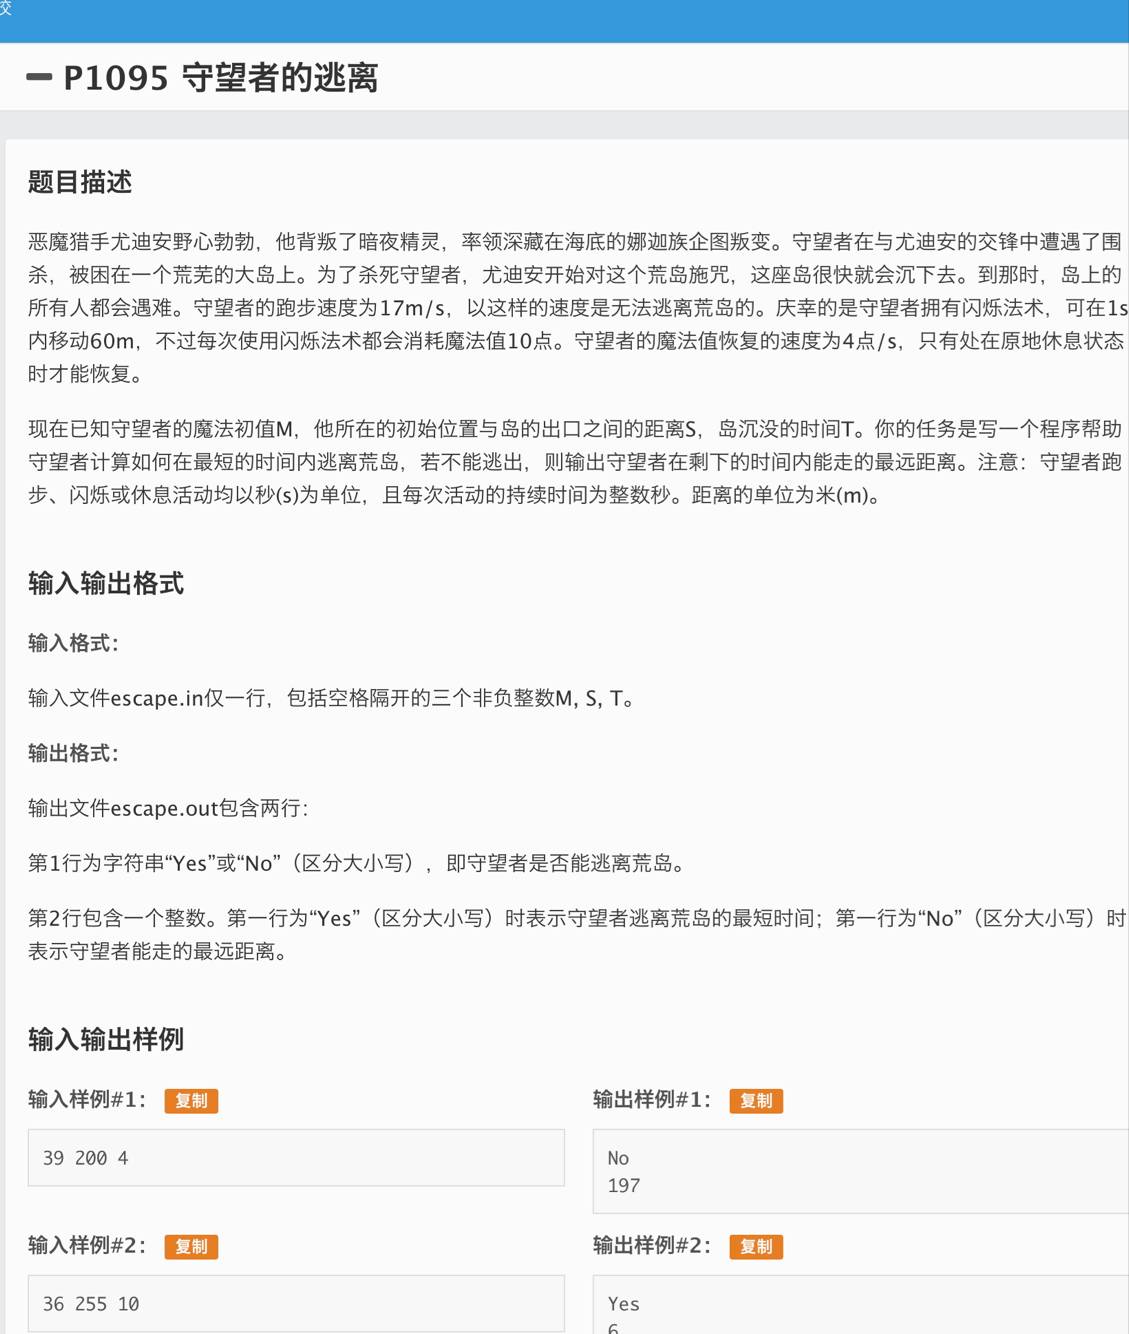 校
P1095 守望者的逃离
题目描述
恶魔猎手尤迪安野心勃勃，他背叛了暗夜精灵，率领深藏在海底的娜迦族企图叛变。守望者在与尤迪安的交锋中遭遇了围
杀，被困在一个荒芜的大岛上。为了杀死守望者，尤迪安开始对这个荒岛施咒，这座岛很快就会沉下去。到那时，岛上的
所有人都会遇难。守望者的跑步速度为17m/s，以这样的速度是无法逃离荒岛的。庆幸的是守望者拥有闪烁法术，可在1s
内移动60m，不过每次使用闪烁法术都会消耗魔法值10点。守望者的魔法值恢复的速度为4点/s，只有处在原地休息状态
时才能恢复。
现在已知守望者的魔法初值M，他所在的初始位置与岛的出口之间的距离S，岛沉没的时间T。你的任务是写一个程序帮助
守望者计算如何在最短的时间内逃离荒岛，若不能逃出，则输出守望者在剩下的时间内能走的最远距离。注意：守望者跑
步、闪烁或休息活动均以秒(s)为单位，且每次活动的持续时间为整数秒。距离的单位为米(m)。
输入输出格式
输入格式：
输入文件escape.in仅一行，包括空格隔开的三个非负整数M, S, T。
输出格式：
输出文件escape.out包含两行：
第1行为字符串“Yes”或“No”（区分大小写），即守望者是否能逃离荒岛。
第2行包含一个整数。第一行为“Yes”（区分大小写）时表示守望者逃离荒岛的最短时间；第一行为“No”（区分大小写）时
表示守望者能走的最远距离。
输入输出样例
输入样例#1： 复制
39 200 4
输出样例#1： 复制
No
197
输入样例#2： 复制
36 255 10
输出样例#2： 复制
Yes
6